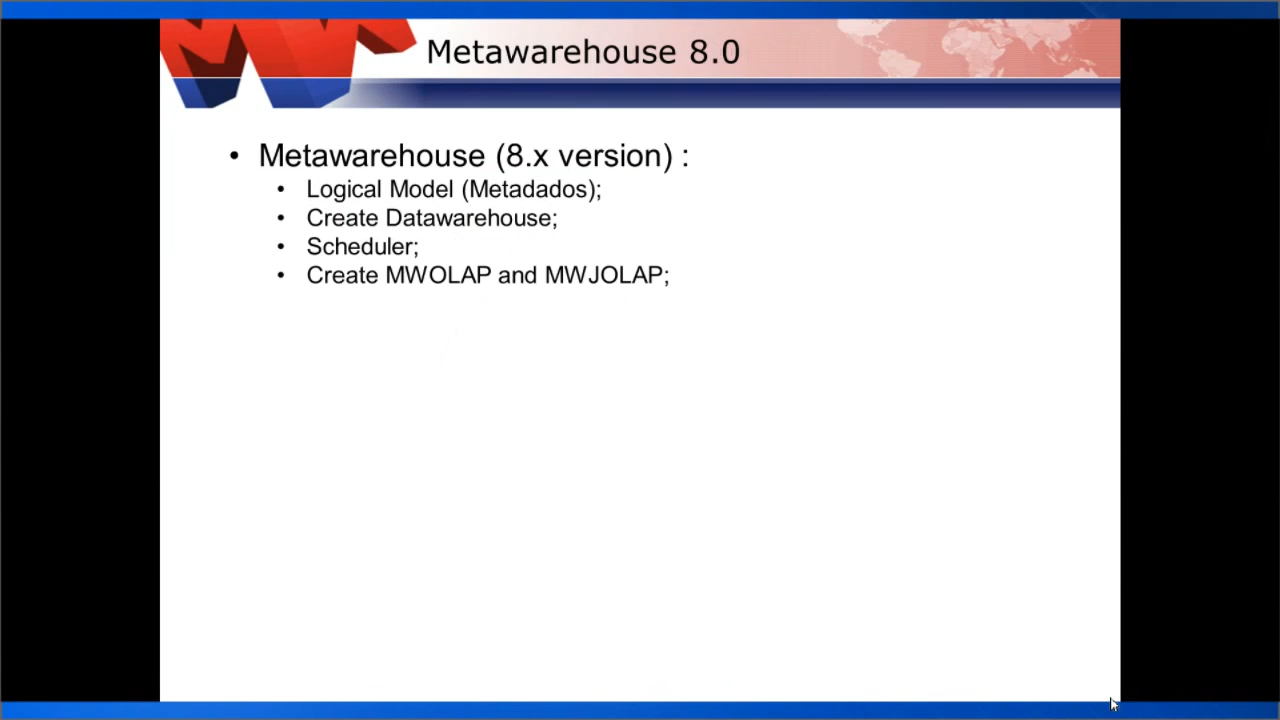 Metawarehouse 8.0
• Metawarehouse (8.x version) :
• Logical Model (Metadados);
• Create Datawarehouse;
• Scheduler;
• Create MWOLAP and MWJOLAP;